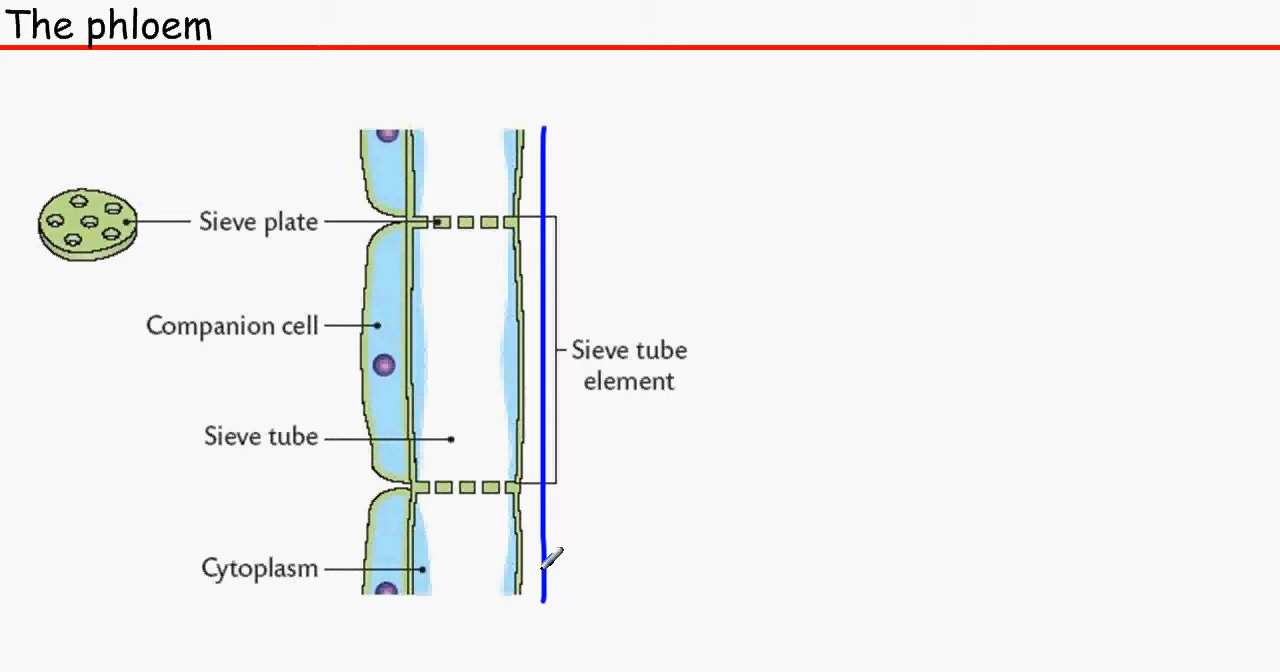 The phloem
Sieve plate
Companion cell
Sieve tube
element
Sieve tube
Cytoplasm